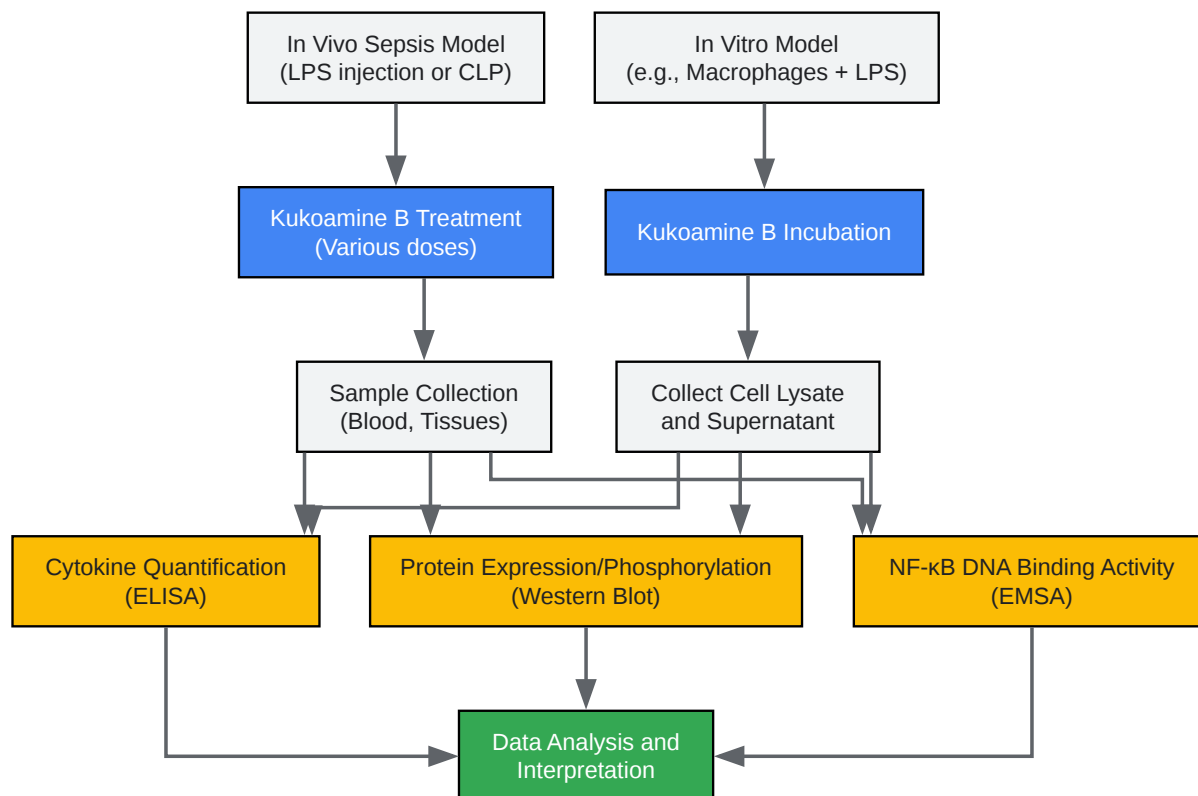 In Vivo Sepsis Model
(LPS injection or CLP)
In Vitro Model
(e.g., Macrophages + LPS)
Kukoamine B Treatment
(Various doses)
Kukoamine B Incubation
Sample Collection
(Blood, Tissues)
Collect Cell Lysate
and Supernatant
Cytokine Quantification
(ELISA)
Protein Expression/Phosphorylation
(Western Blot)
NF-κB DNA Binding Activity
(EMSA)
Data Analysis and
Interpretation